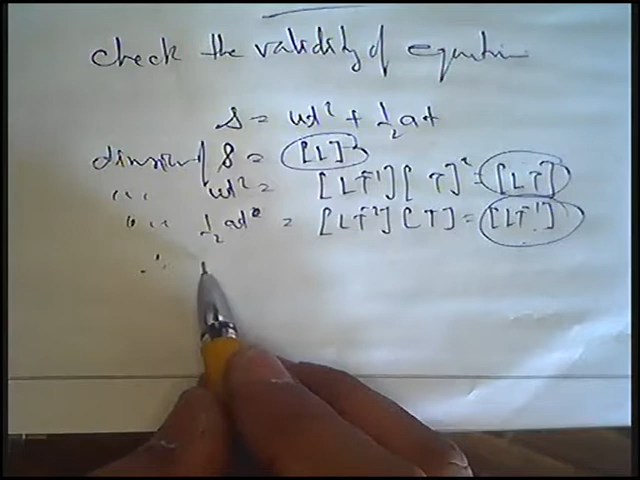 check the validity of equation
s = ut² + ½at
dimension of s = [L]
,, ,, ut² = [LT⁻¹][T]² = [LT]
,, ,, ½at = [LT⁻²][T] = [LT⁻¹]
∴